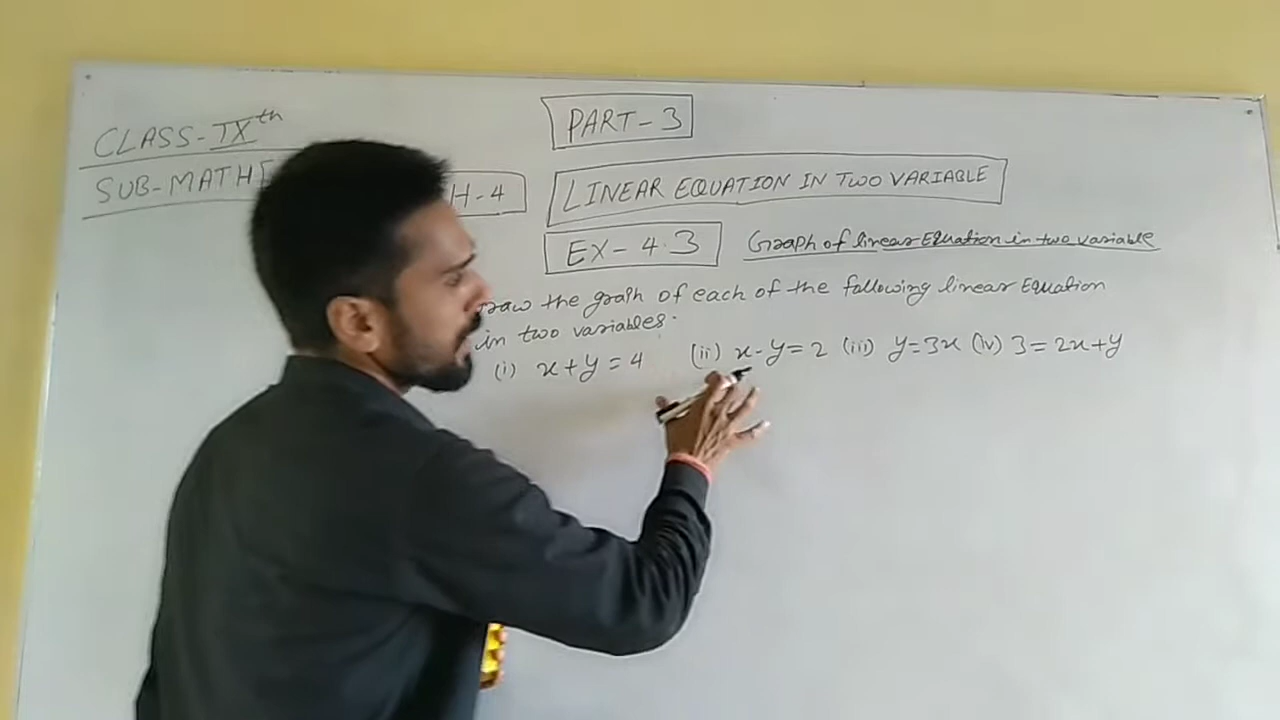 CLASS-IXth
PART-3
SUB-MATHE
H-4
LINEAR EQUATION IN TWO VARIABLE
EX-4.3
Graph of linear Equation in two variable
raw the graph of each of the following linear Equation
in two variables.
(i) x+y=4 (ii) x-y=2 (iii) y=3x (iv) 3=2x+y